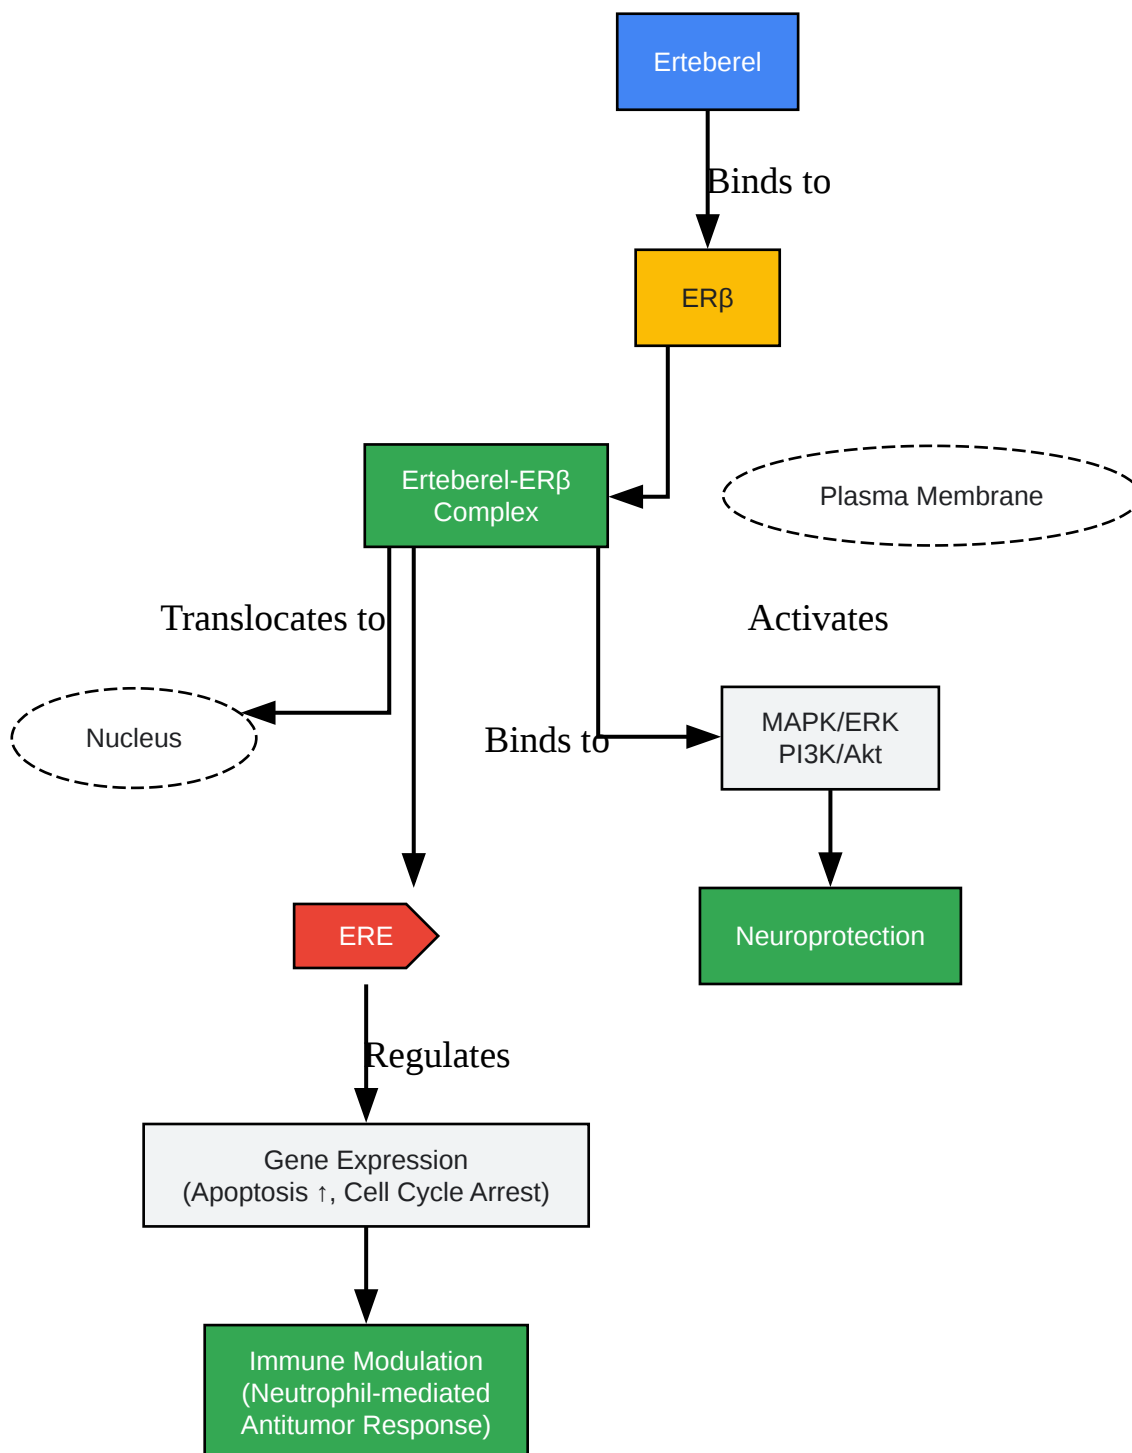 Erteberel
Binds to
ERβ
Erteberel-ERβ
Complex
Plasma Membrane
Translocates to
Activates
Nucleus
Binds to
MAPK/ERK
PI3K/Akt
ERE
Neuroprotection
Regulates
Gene Expression
(Apoptosis ↑, Cell Cycle Arrest)
Immune Modulation
(Neutrophil-mediated
Antitumor Response)